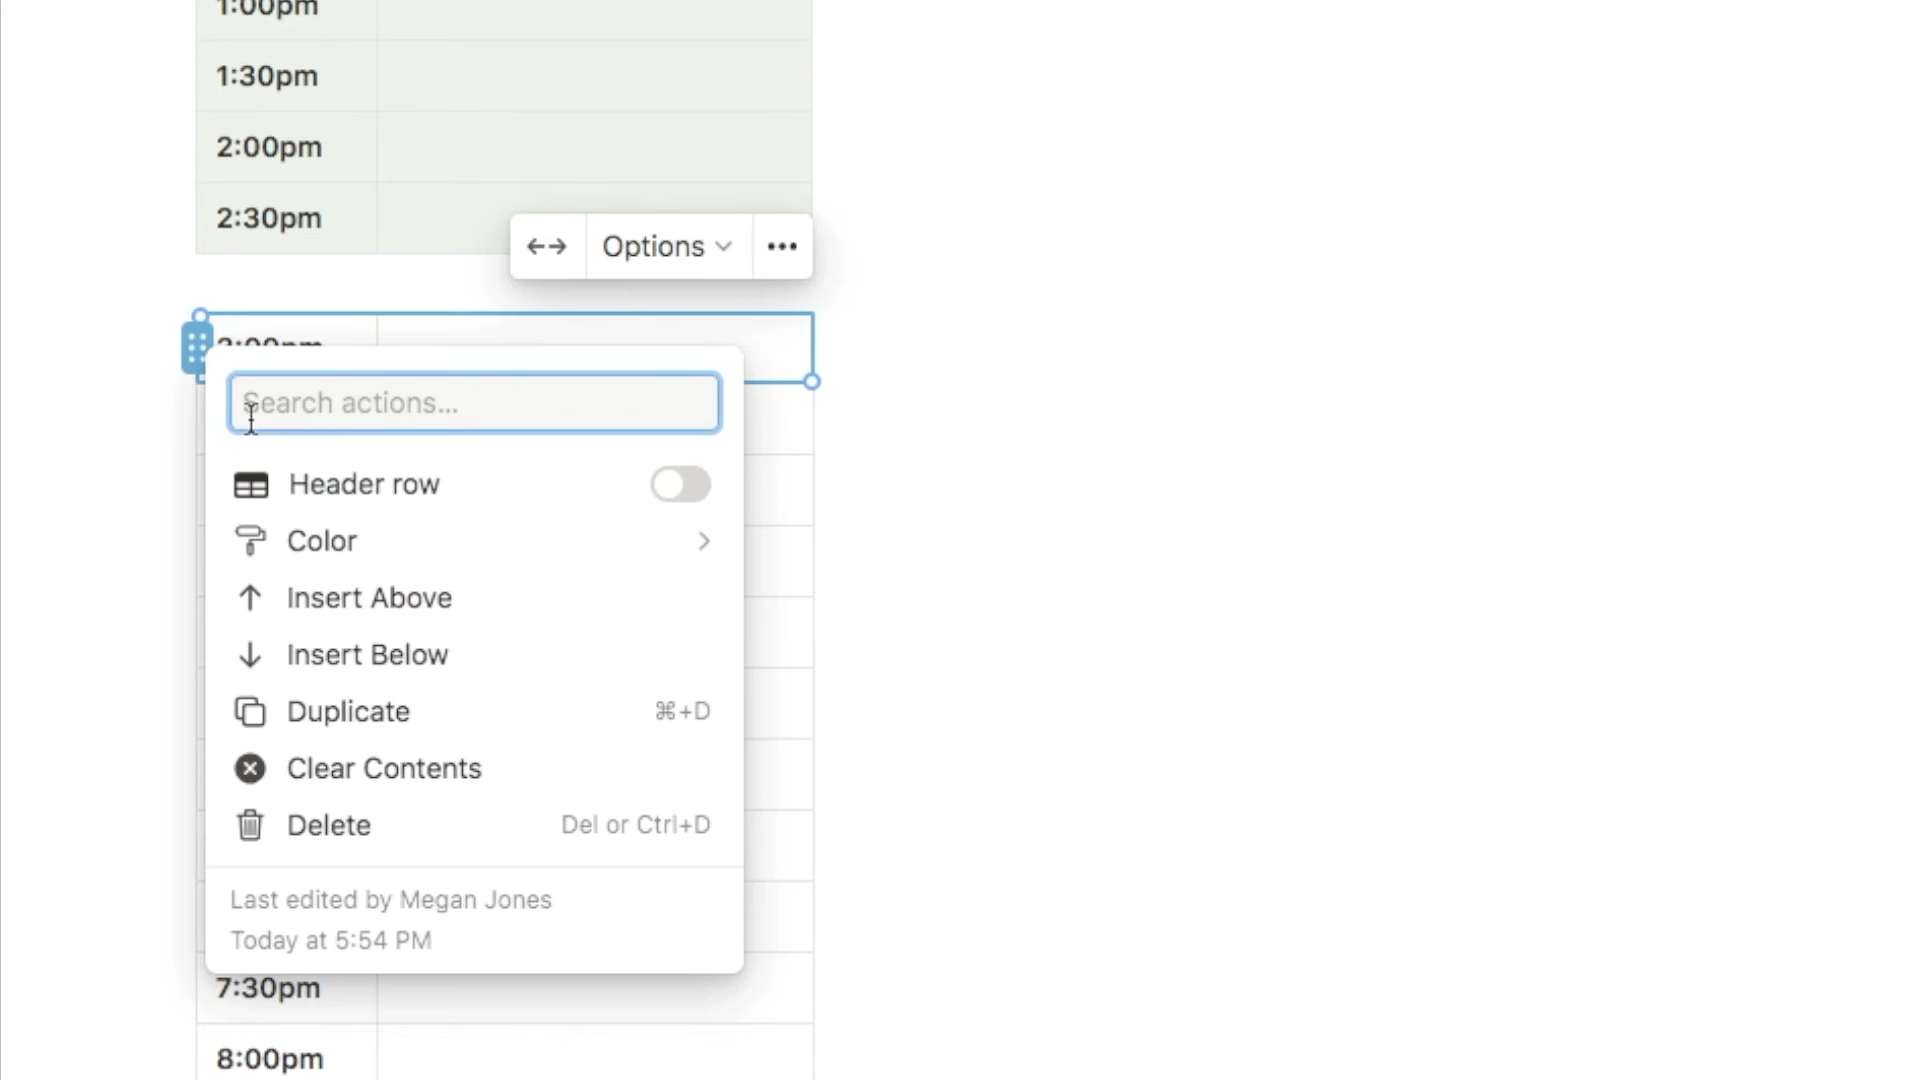 1:00pm
1:30pm
2:00pm
2:30pm
Options
3:00pm
Search actions...
Header row
Color
Insert Above
Insert Below
Duplicate ⌘+D
Clear Contents
Delete Del or Ctrl+D
Last edited by Megan Jones
Today at 5:54 PM
7:30pm
8:00pm